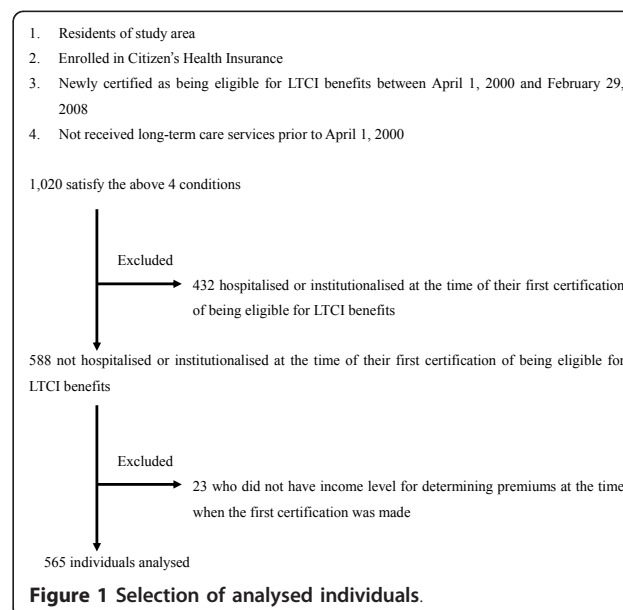 1. Residents of study area
2. Enrolled in Citizen's Health Insurance
3. Newly certified as being eligible for LTCI benefits between April 1, 2000 and February 29,
2008
4. Not received long-term care services prior to April 1, 2000
1,020 satisfy the above 4 conditions
Excluded
432 hospitalised or institutionalised at the time of their first certification
of being eligible for LTCI benefits
588 not hospitalised or institutionalised at the time of their first certification of being eligible for
LTCI benefits
Excluded
23 who did not have income level for determining premiums at the time
when the first certification was made
565 individuals analysed
Figure 1 Selection of analysed individuals.